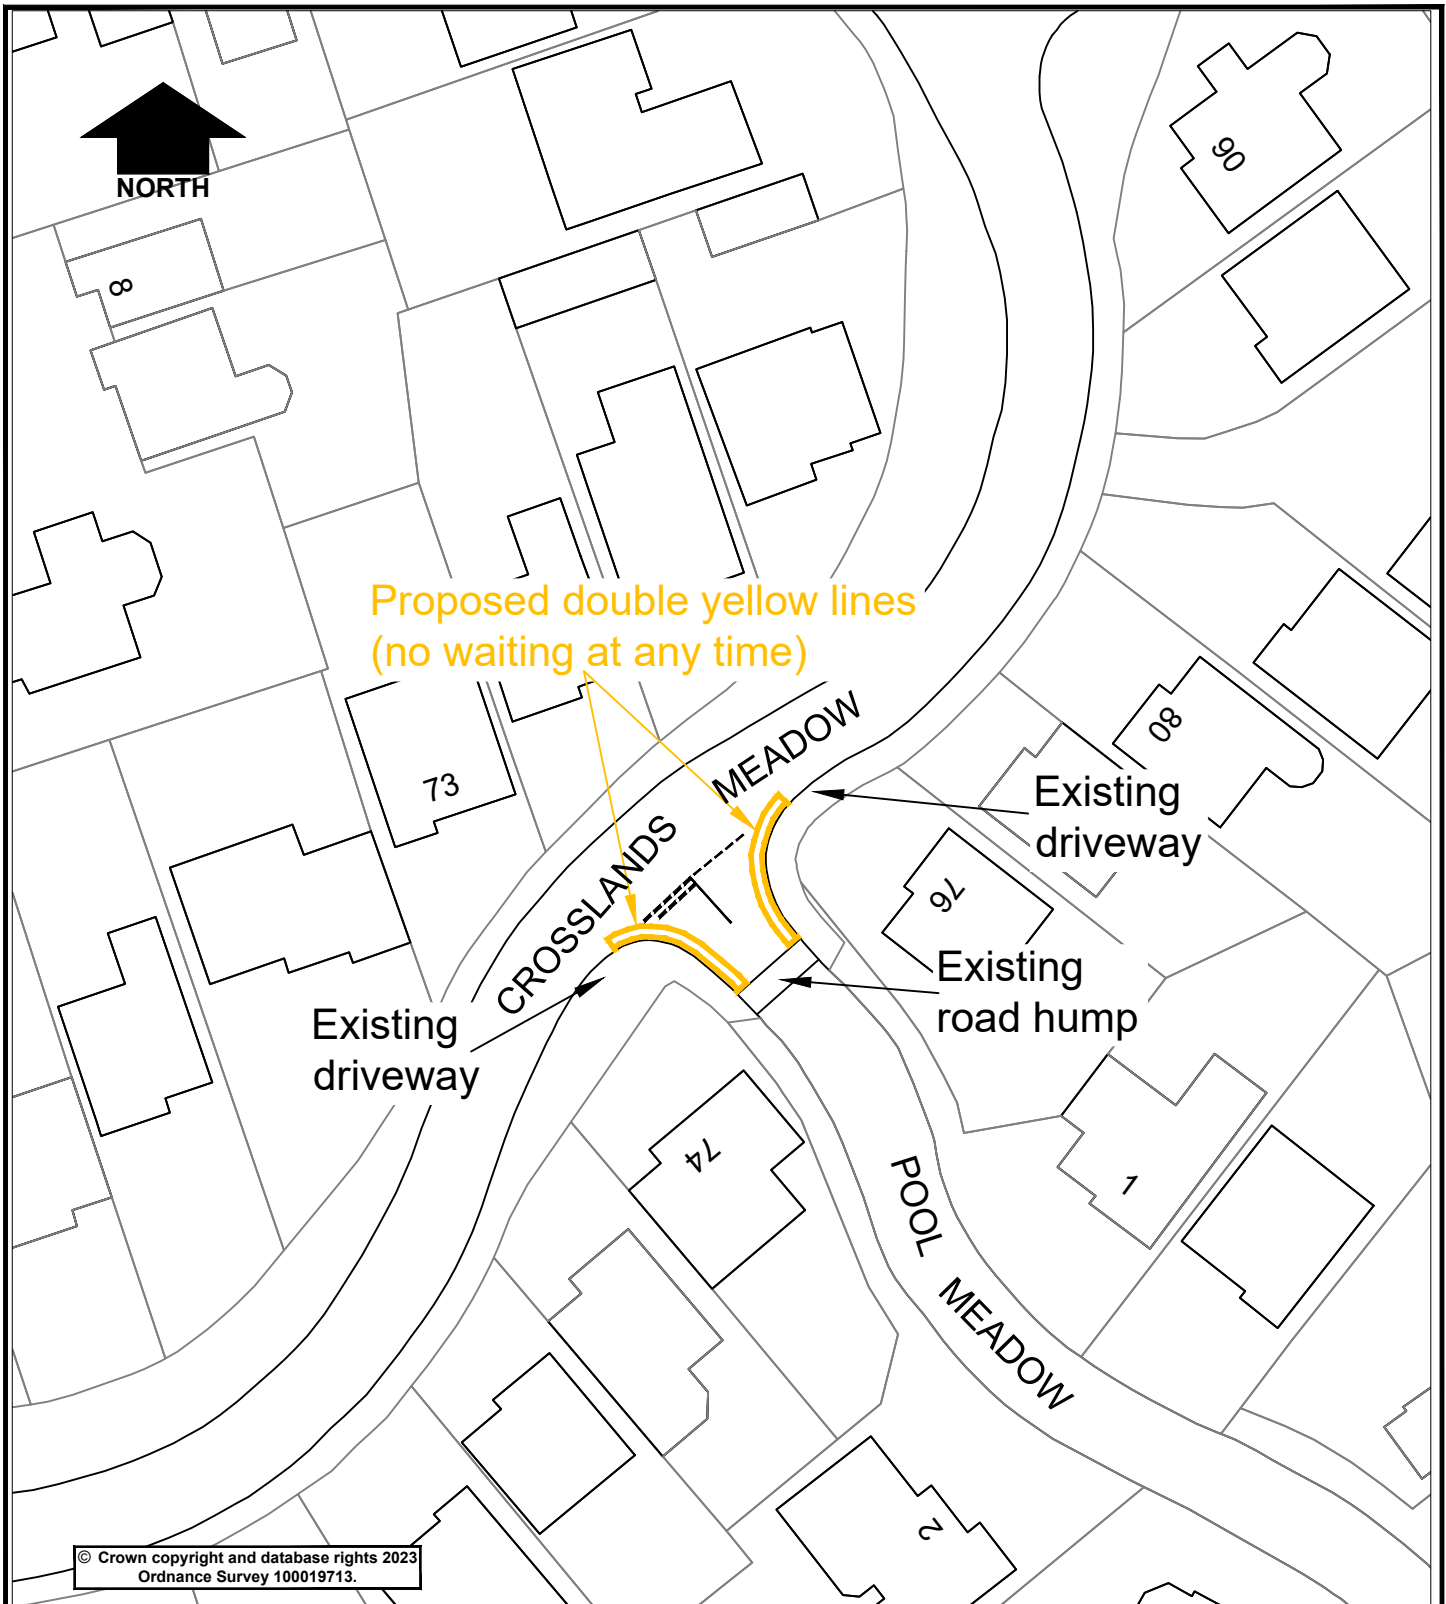 NORTH
90
8
Proposed double yellow lines
(no waiting at any time)
80
MEADOW
73
Existing
driveway
CROSSLANDS
76
Existing
road hump
Existing
driveway
74
POOL
1
MEADOW
2
© Crown copyright and database rights 2023
Ordnance Survey 100019713.